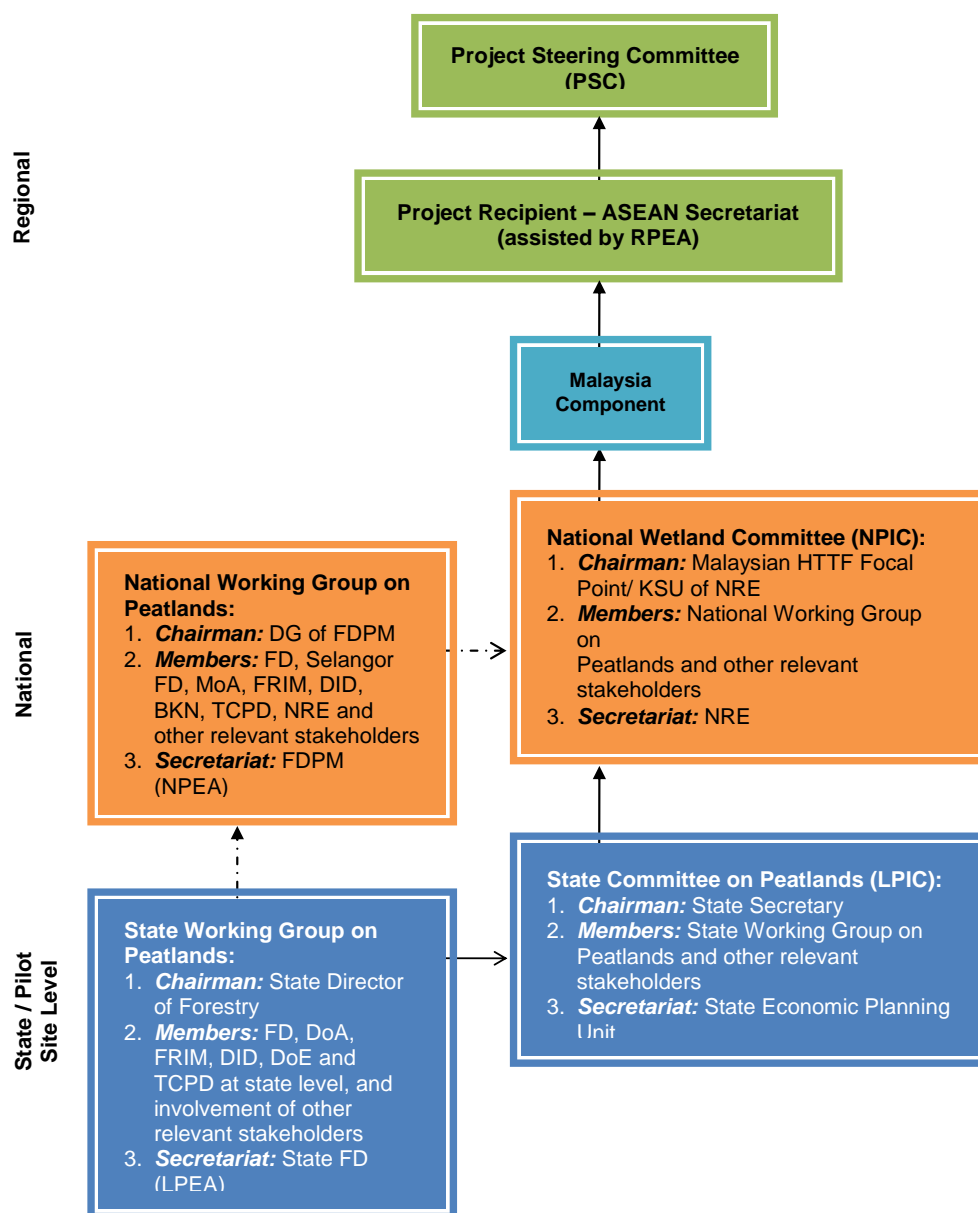 Project Steering Committee
(PSC)
Regional
Project Recipient – ASEAN Secretariat
(assisted by RPEA)
Malaysia
Component
National
National Working Group on
Peatlands:
1. Chairman: DG of FDPM
2. Members: FD, Selangor
FD, MoA, FRIM, DID,
BKN, TCPD, NRE and
other relevant stakeholders
3. Secretariat: FDPM
(NPEA)
National Wetland Committee (NPIC):
1. Chairman: Malaysian HTTF Focal
Point/ KSU of NRE
2. Members: National Working Group
on
Peatlands and other relevant
stakeholders
3. Secretariat: NRE
State / Pilot
Site Level
State Working Group on
Peatlands:
1. Chairman: State Director
of Forestry
2. Members: FD, DoA,
FRIM, DID, DoE and
TCPD at state level, and
involvement of other
relevant stakeholders
3. Secretariat: State FD
(LPEA)
State Committee on Peatlands (LPIC):
1. Chairman: State Secretary
2. Members: State Working Group on
Peatlands and other relevant
stakeholders
3. Secretariat: State Economic Planning
Unit